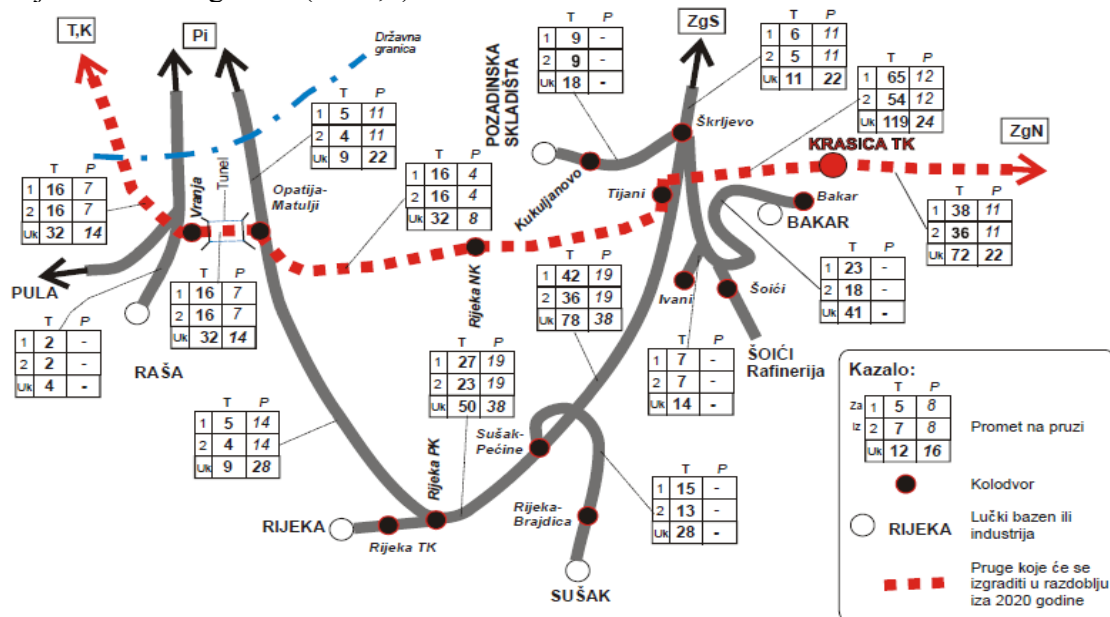 T,K
Pi
Državna
granica
ZgS
ZgN
POZADINSKA
SKLADIŠTA
T P
1 9 -
2 9 -
Uk 18 -
T P
1 6 11
2 5 11
Uk 11 22
T P
1 65 12
2 54 12
Uk 119 24
T P
1 5 11
2 4 11
Uk 9 22
Škrljevo
KRASICA TK
Kukuljanovo
Tijani
Bakar
BAKAR
T P
1 16 7
2 16 7
Uk 32 14
Vranja
Tunel
Opatija-
Matulji
T P
1 16 4
2 16 4
Uk 32 8
Rijeka NK
T P
1 38 11
2 36 11
Uk 72 22
PULA
T P
1 16 7
2 16 7
Uk 32 14
T P
1 42 19
2 36 19
Uk 78 38
Ivani
Šoići
T P
1 23 -
2 18 -
Uk 41 -
T P
1 2 -
2 2 -
Uk 4 -
RAŠA
T P
1 27 19
2 23 19
Uk 50 38
T P
1 7 -
2 7 -
Uk 14 -
ŠOIĆI
Rafinerija
T P
1 5 14
2 4 14
Uk 9 28
Rijeka PK
Sušak-
Pećine
T P
1 15 -
2 13 -
Uk 28 -
RIJEKA
Rijeka TK
Rijeka-
Brajdica
SUŠAK
Kazalo:
T P
Za 1 5 8
Iz 2 7 8
Uk 12 16
Promet na pruzi
Kolodvor
RIJEKA
Lučki bazen ili
industrija
Pruge koje će se
izgraditi u razdoblju
iza 2020 godine